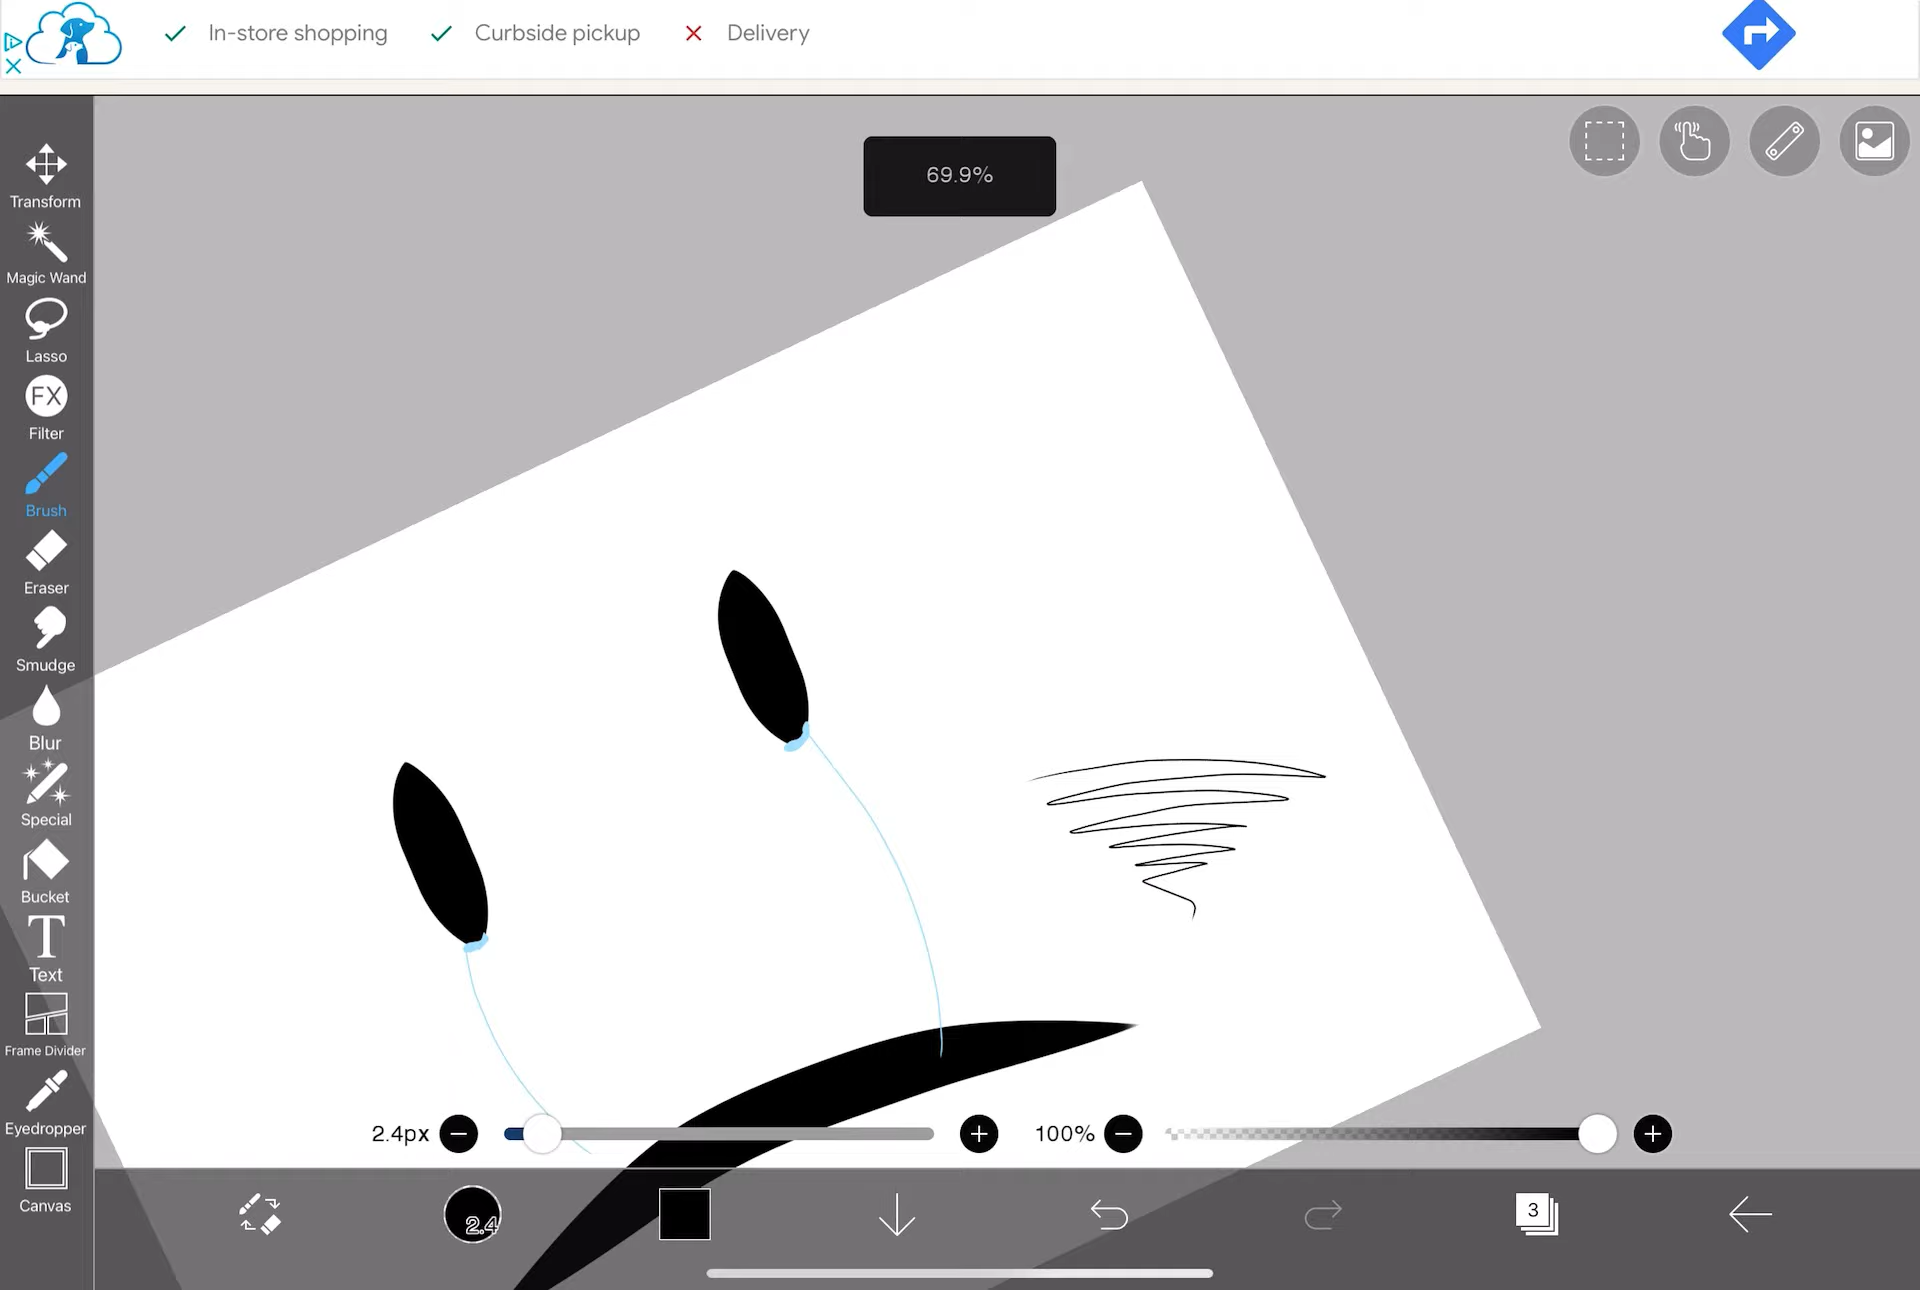 In-store shopping Curbside pickup Delivery
69.9%
Transform
Magic Wand
Lasso
FX
Filter
Brush
Eraser
Smudge
Blur
Special
Bucket
T
Text
Frame Divider
Eyedropper
Canvas
2.4px 100%
2.4
3